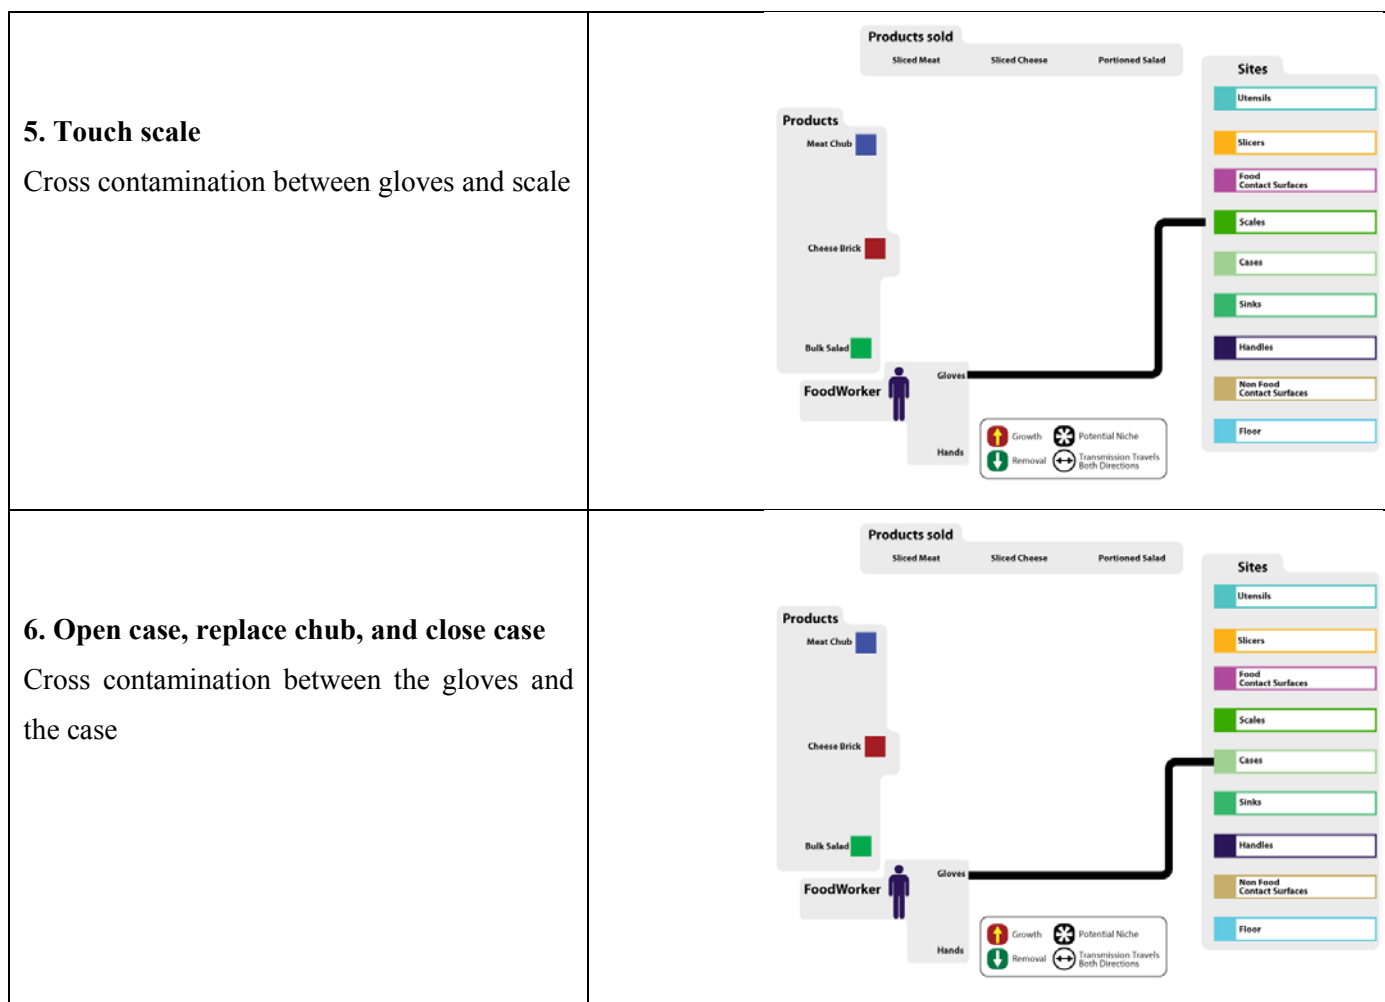 5. Touch scale
Cross contamination between gloves and scale
Products sold
Sliced Meat
Sliced Cheese
Portioned Salad
Products
Meat Chub
Cheese Brick
Bulk Salad
FoodWorker
Gloves
Hands
Growth
Removal
Potential Niche
Transmission Travels
Both Directions
Sites
Utensils
Slicers
Food
Contact Surfaces
Scales
Cases
Sinks
Handles
Non Food
Contact Surfaces
Floor
6. Open case, replace chub, and close case
Cross contamination between the gloves and
the case
Products sold
Sliced Meat
Sliced Cheese
Portioned Salad
Products
Meat Chub
Cheese Brick
Bulk Salad
FoodWorker
Gloves
Hands
Growth
Removal
Potential Niche
Transmission Travels
Both Directions
Sites
Utensils
Slicers
Food
Contact Surfaces
Scales
Cases
Sinks
Handles
Non Food
Contact Surfaces
Floor